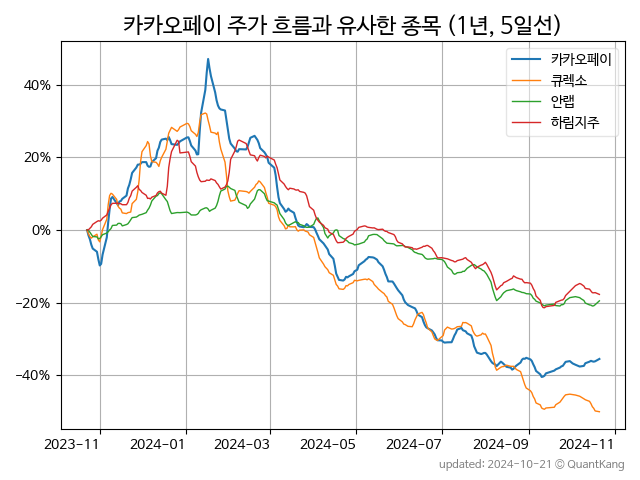 카카오페이 주가 흐름과 유사한 종목 (1년, 5일선)
카카오페이
큐렉소
안랩
하림지주
40%
20%
0%
−20%
−40%
2023-11
2024-01
2024-03
2024-05
2024-07
2024-09
2024-11
updated: 2024-10-21 © QuantKang